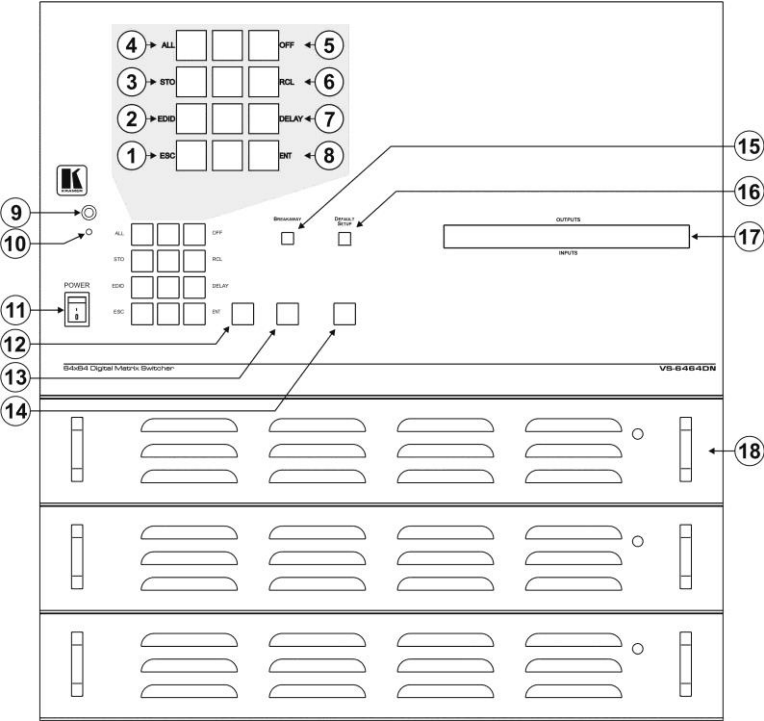 4 ALL OFF 5
3 STO RCL 6
2 EDID DELAY 7
1 ESC ENT 8
15
16
K
KRAMER
9
10
BREAKAWAY
DEFAULT
SETUP
OUTPUTS
17
INPUTS
ALL OFF
STO RCL
EDID DELAY
ESC ENT
POWER
I
0
11
12
13
14
64x64 Digital Matrix Switcher VS-6464DN
18